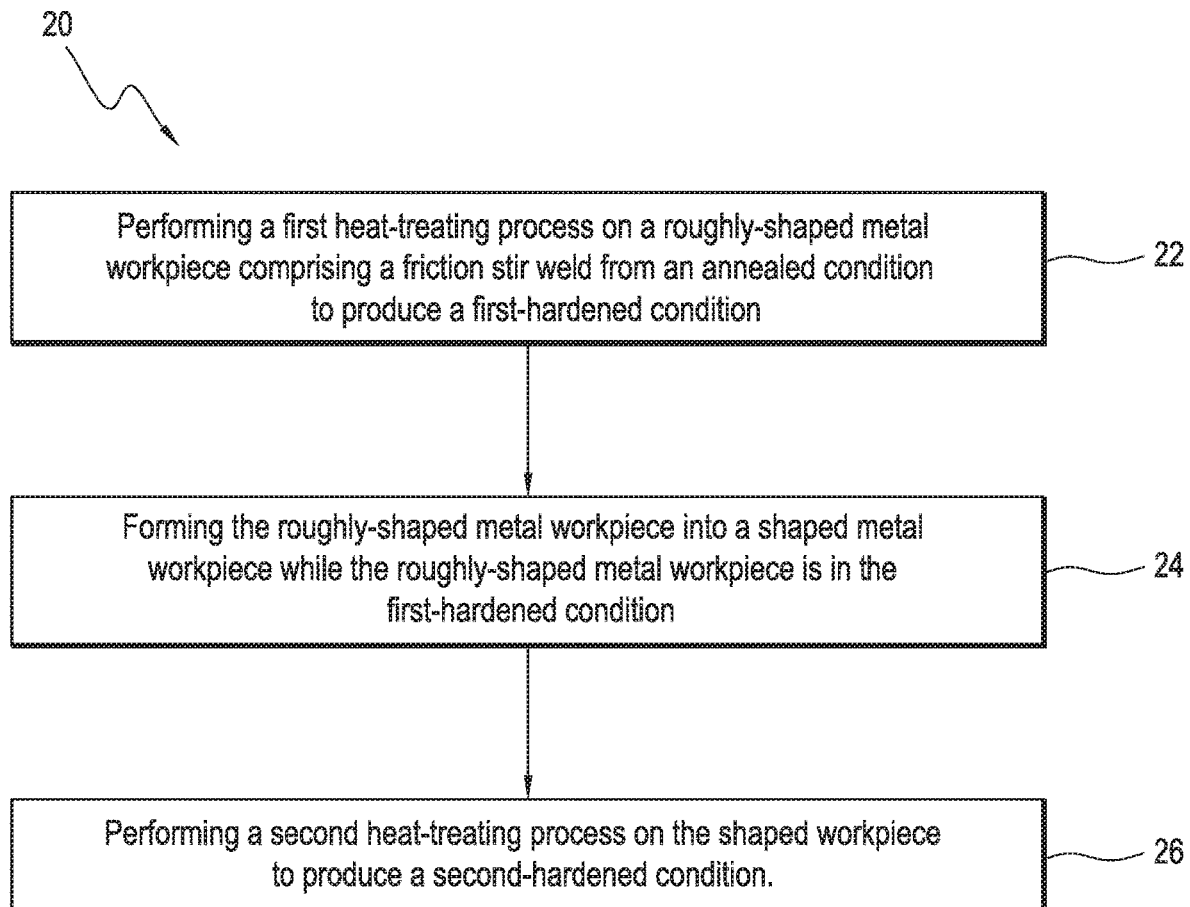 20
Performing a first heat-treating process on a roughly-shaped metal
workpiece comprising a friction stir weld from an annealed condition
to produce a first-hardened condition
22
Forming the roughly-shaped metal workpiece into a shaped metal
workpiece while the roughly-shaped metal workpiece is in the
first-hardened condition
24
Performing a second heat-treating process on the shaped workpiece
to produce a second-hardened condition.
26